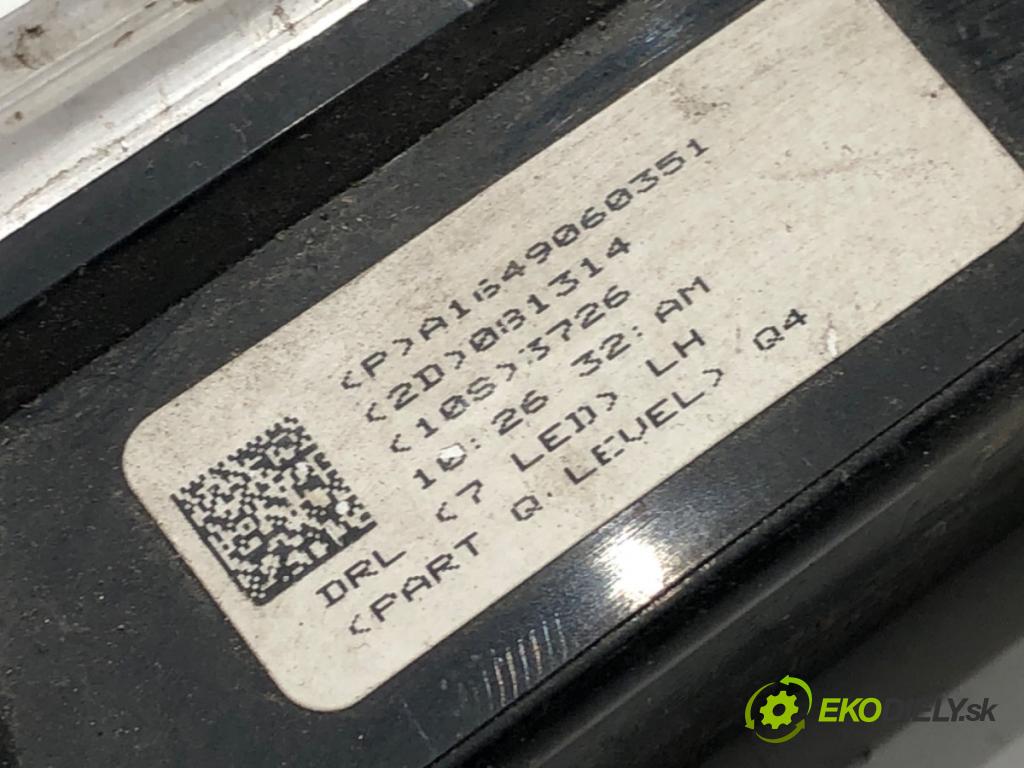 <P>A1649060351
<2D>081314
<10S>3726
10:26 32:AM
DRL <7 LED> LH
<PART Q.LEVEL> Q4
EKODIELY.sk